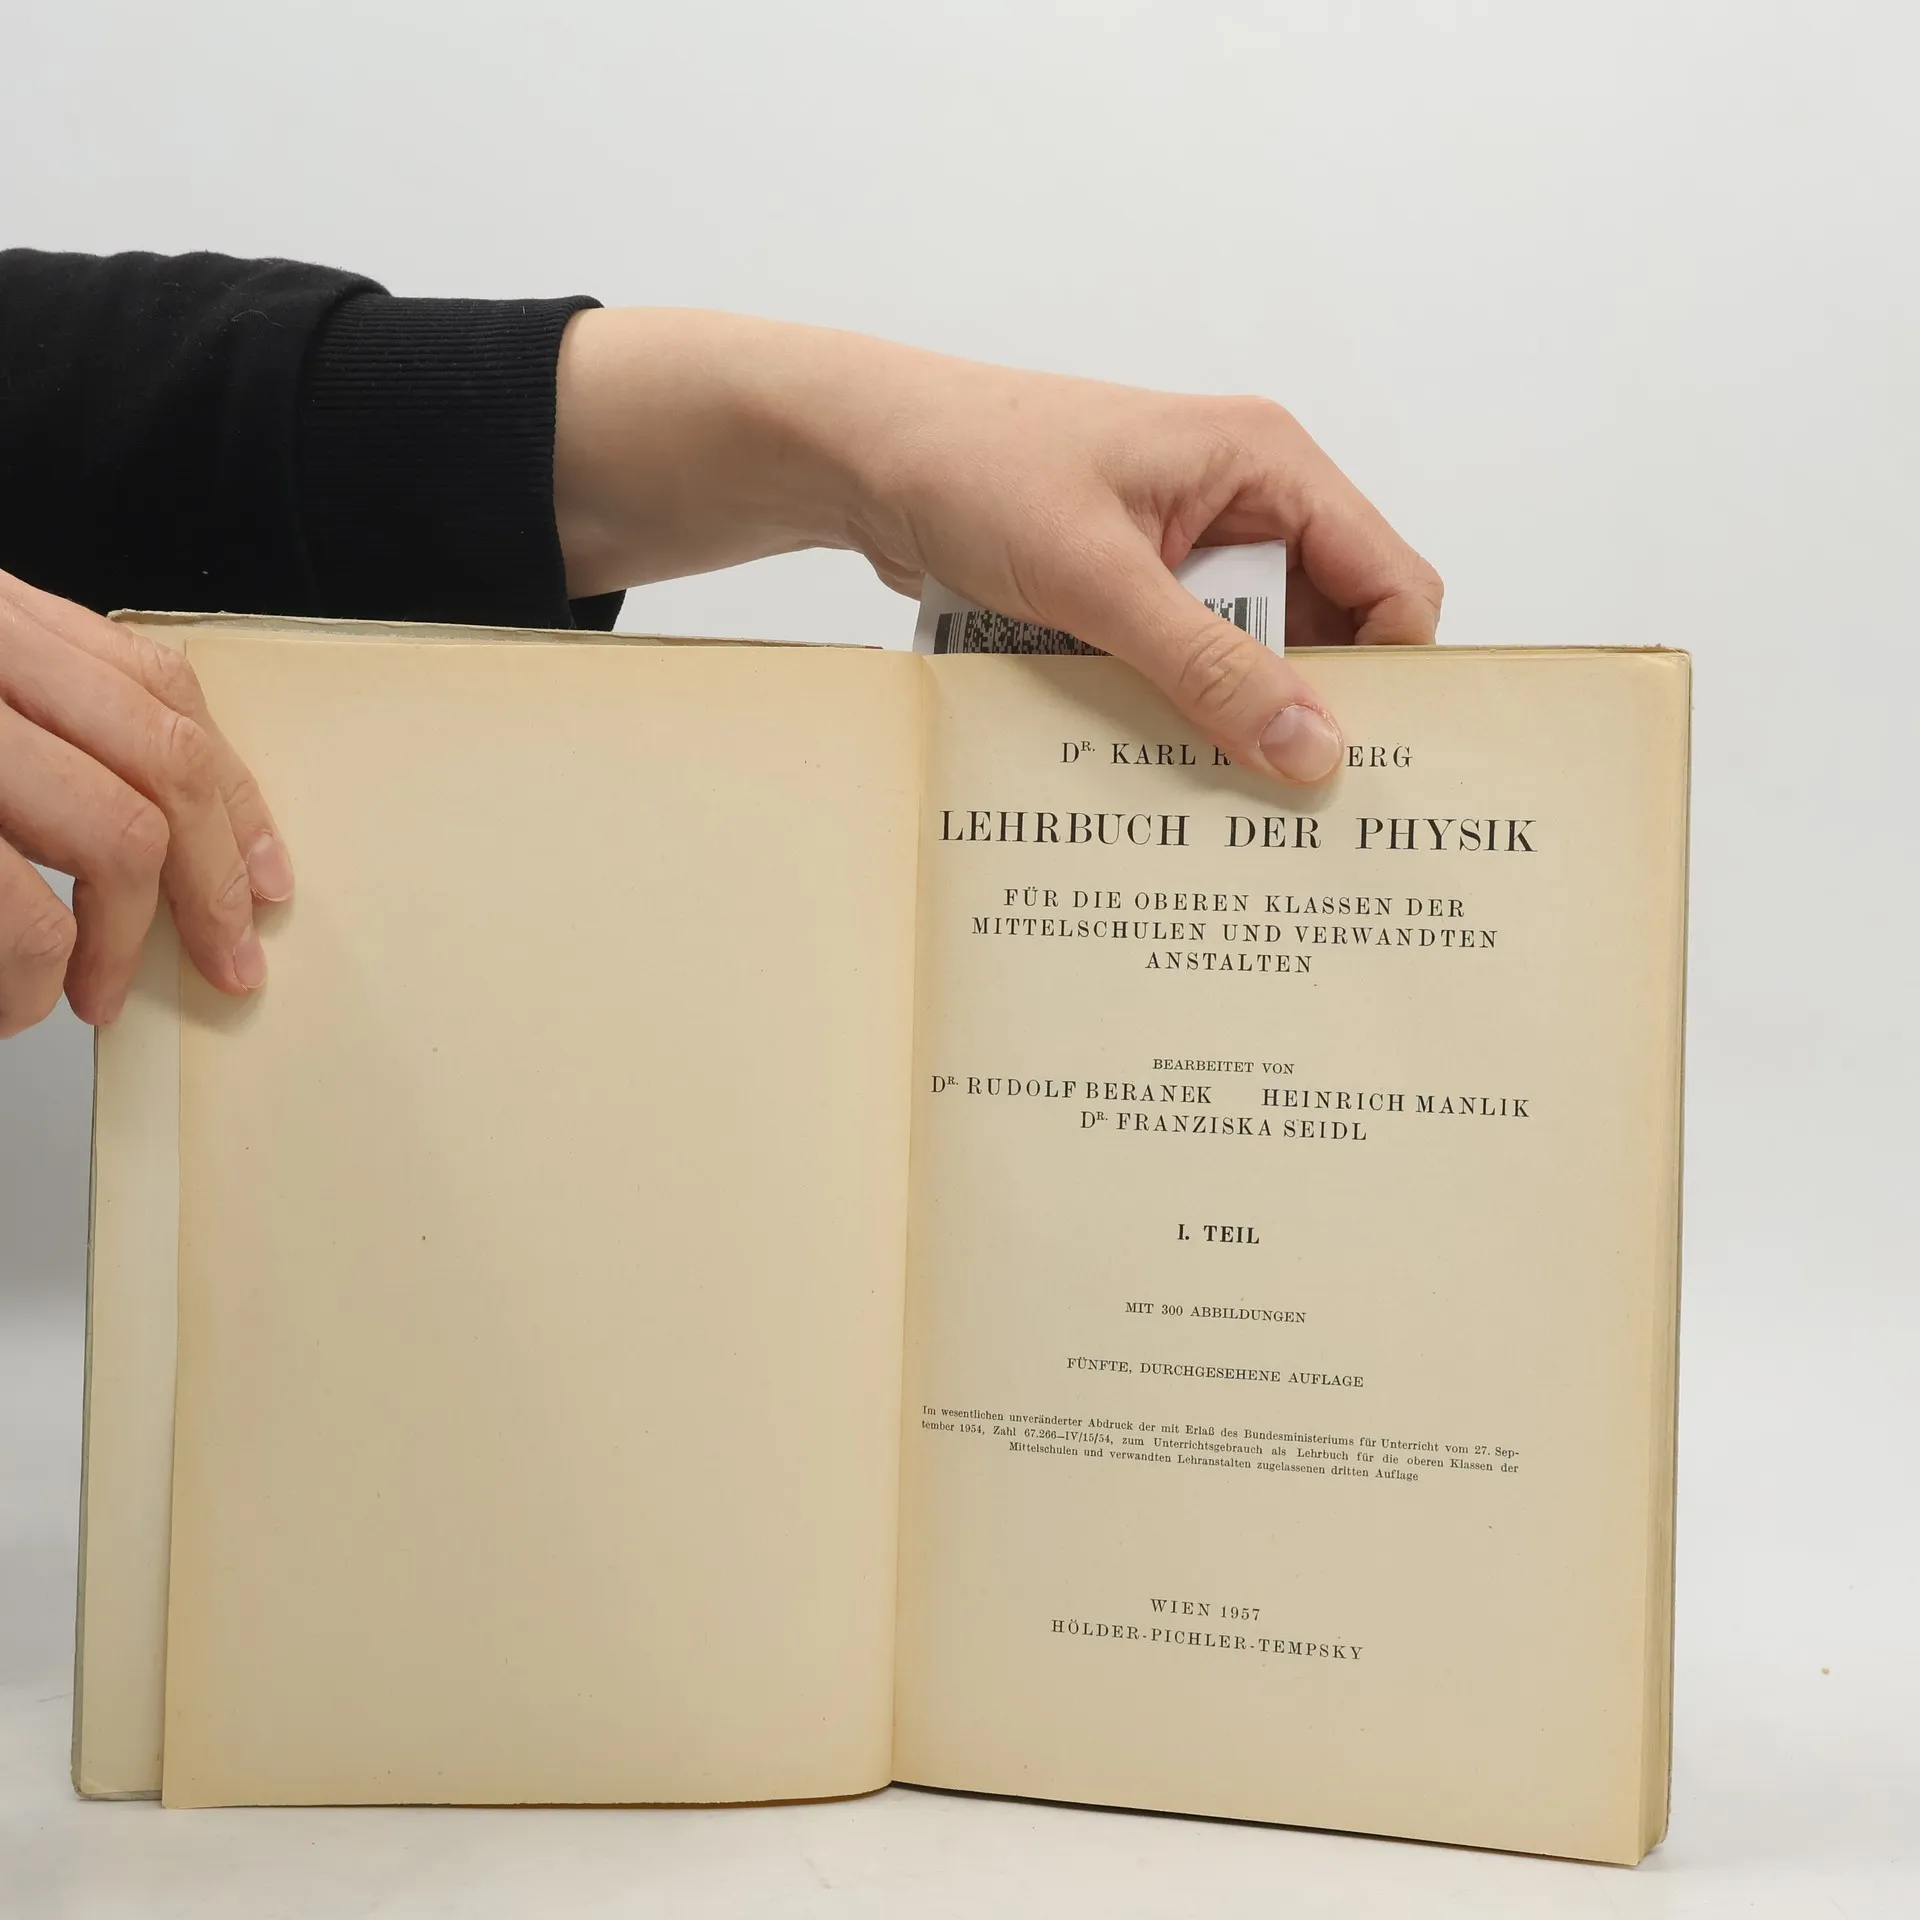 DR. KARL R ERG
LEHRBUCH DER PHYSIK
FÜR DIE OBEREN KLASSEN DER
MITTELSCHULEN UND VERWANDTEN
ANSTALTEN
BEARBEITET VON
DR. RUDOLF BERANEK HEINRICH MANLIK
DR. FRANZISKA SEIDL
I. TEIL
MIT 300 ABBILDUNGEN
FÜNFTE, DURCHGESEHENE AUFLAGE
Im wesentlichen unveränderter Abdruck der mit Erlaß des Bundesministeriums für Unterricht vom 27. Sep-
tember 1954, Zahl 67.266—IV/15/54, zum Unterrichtsgebrauch als Lehrbuch für die oberen Klassen der
Mittelschulen und verwandten Lehranstalten zugelassenen dritten Auflage
WIEN 1957
HÖLDER-PICHLER-TEMPSKY